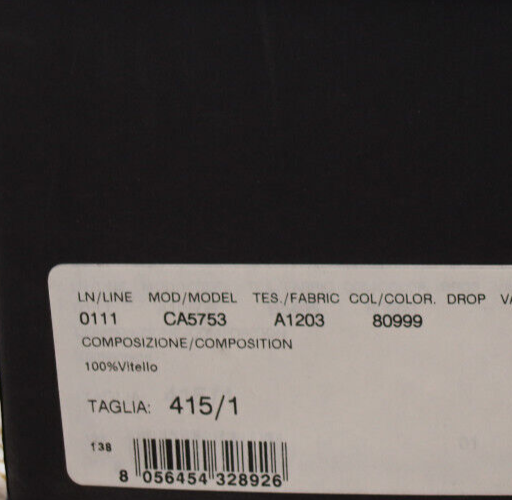 LN/LINE MOD/MODEL TES./FABRIC COL/COLOR. DROP
0111 CA5753 A1203 80999
COMPOSIZIONE/COMPOSITION
100%Vitello
TAGLIA: 415/1
138
8 056454 328926